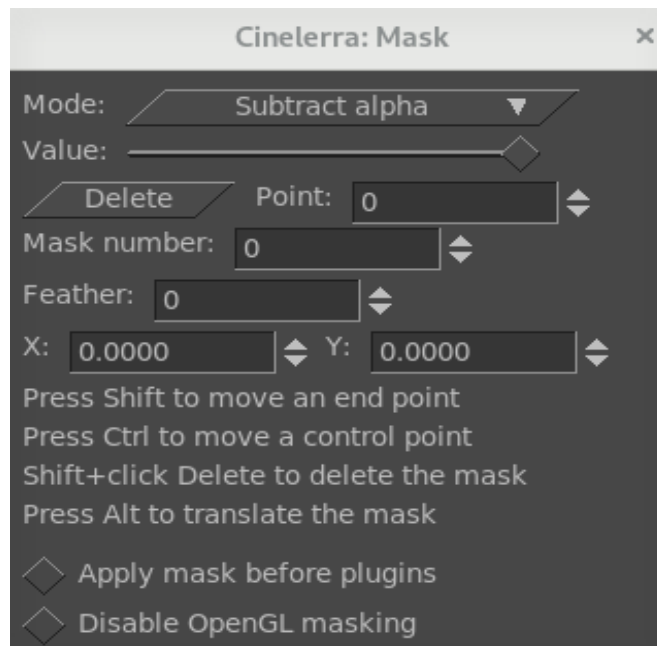 Cinelerra: Mask
Mode: Subtract alpha
Value:
Delete Point: 0
Mask number: 0
Feather: 0
X: 0.0000 Y: 0.0000
Press Shift to move an end point
Press Ctrl to move a control point
Shift+click Delete to delete the mask
Press Alt to translate the mask
Apply mask before plugins
Disable OpenGL masking